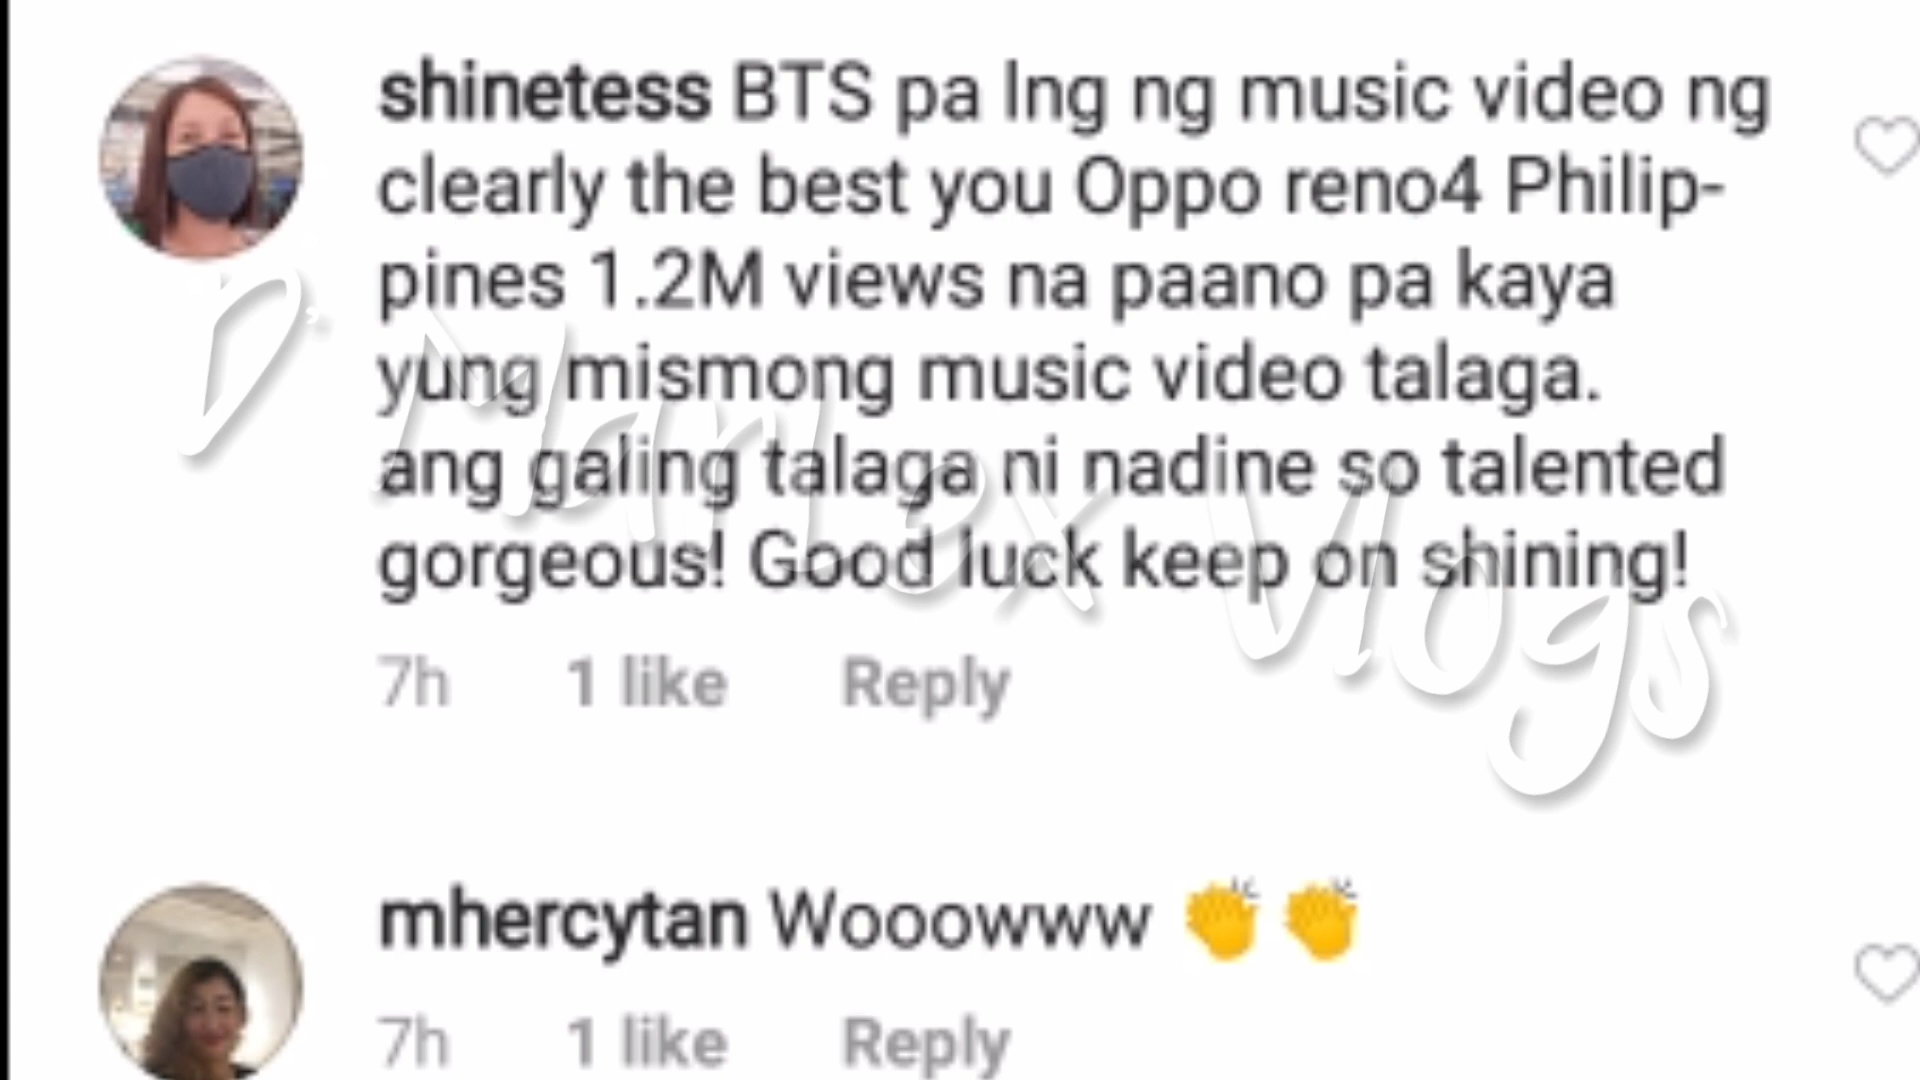 shinetess BTS pa lng ng music video ng
clearly the best you Oppo reno4 Philip-
pines 1.2M views na paano pa kaya
yung mismong music video talaga.
ang galing talaga ni nadine so talented
gorgeous! Good luck keep on shining!
7h 1 like Reply
D' ManLex Vlogs
mhercytan Wooowww 👏👏
7h 1 like Reply